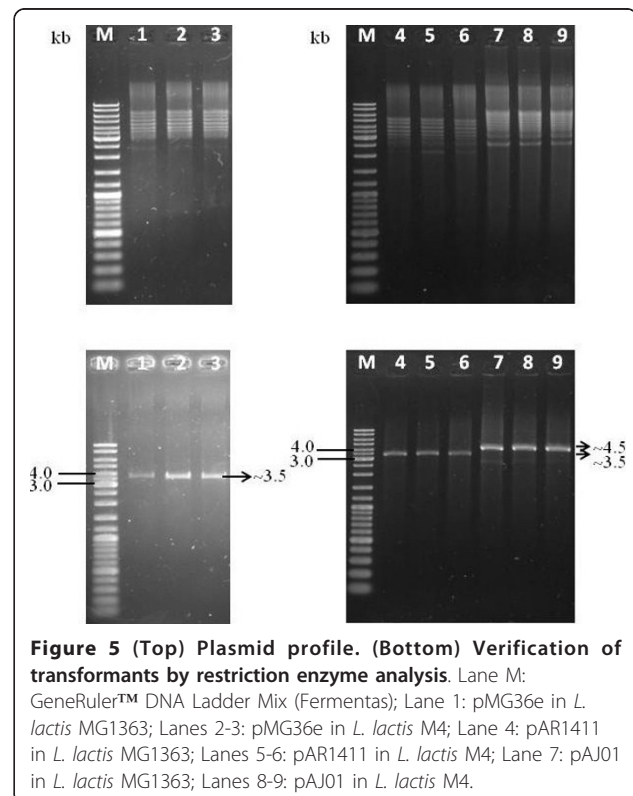 kb M 1 2 3 kb M 4 5 6 7 8 9
M 1 2 3 M 4 5 6 7 8 9
4.0 ~3.5 4.0 ~4.5
3.0 3.0 ~3.5
Figure 5 (Top) Plasmid profile. (Bottom) Verification of
transformants by restriction enzyme analysis. Lane M:
GeneRuler™ DNA Ladder Mix (Fermentas); Lane 1: pMG36e in L.
lactis MG1363; Lanes 2-3: pMG36e in L. lactis M4; Lane 4: pAR1411
in L. lactis MG1363; Lanes 5-6: pAR1411 in L. lactis M4; Lane 7: pAJ01
in L. lactis MG1363; Lanes 8-9: pAJ01 in L. lactis M4.